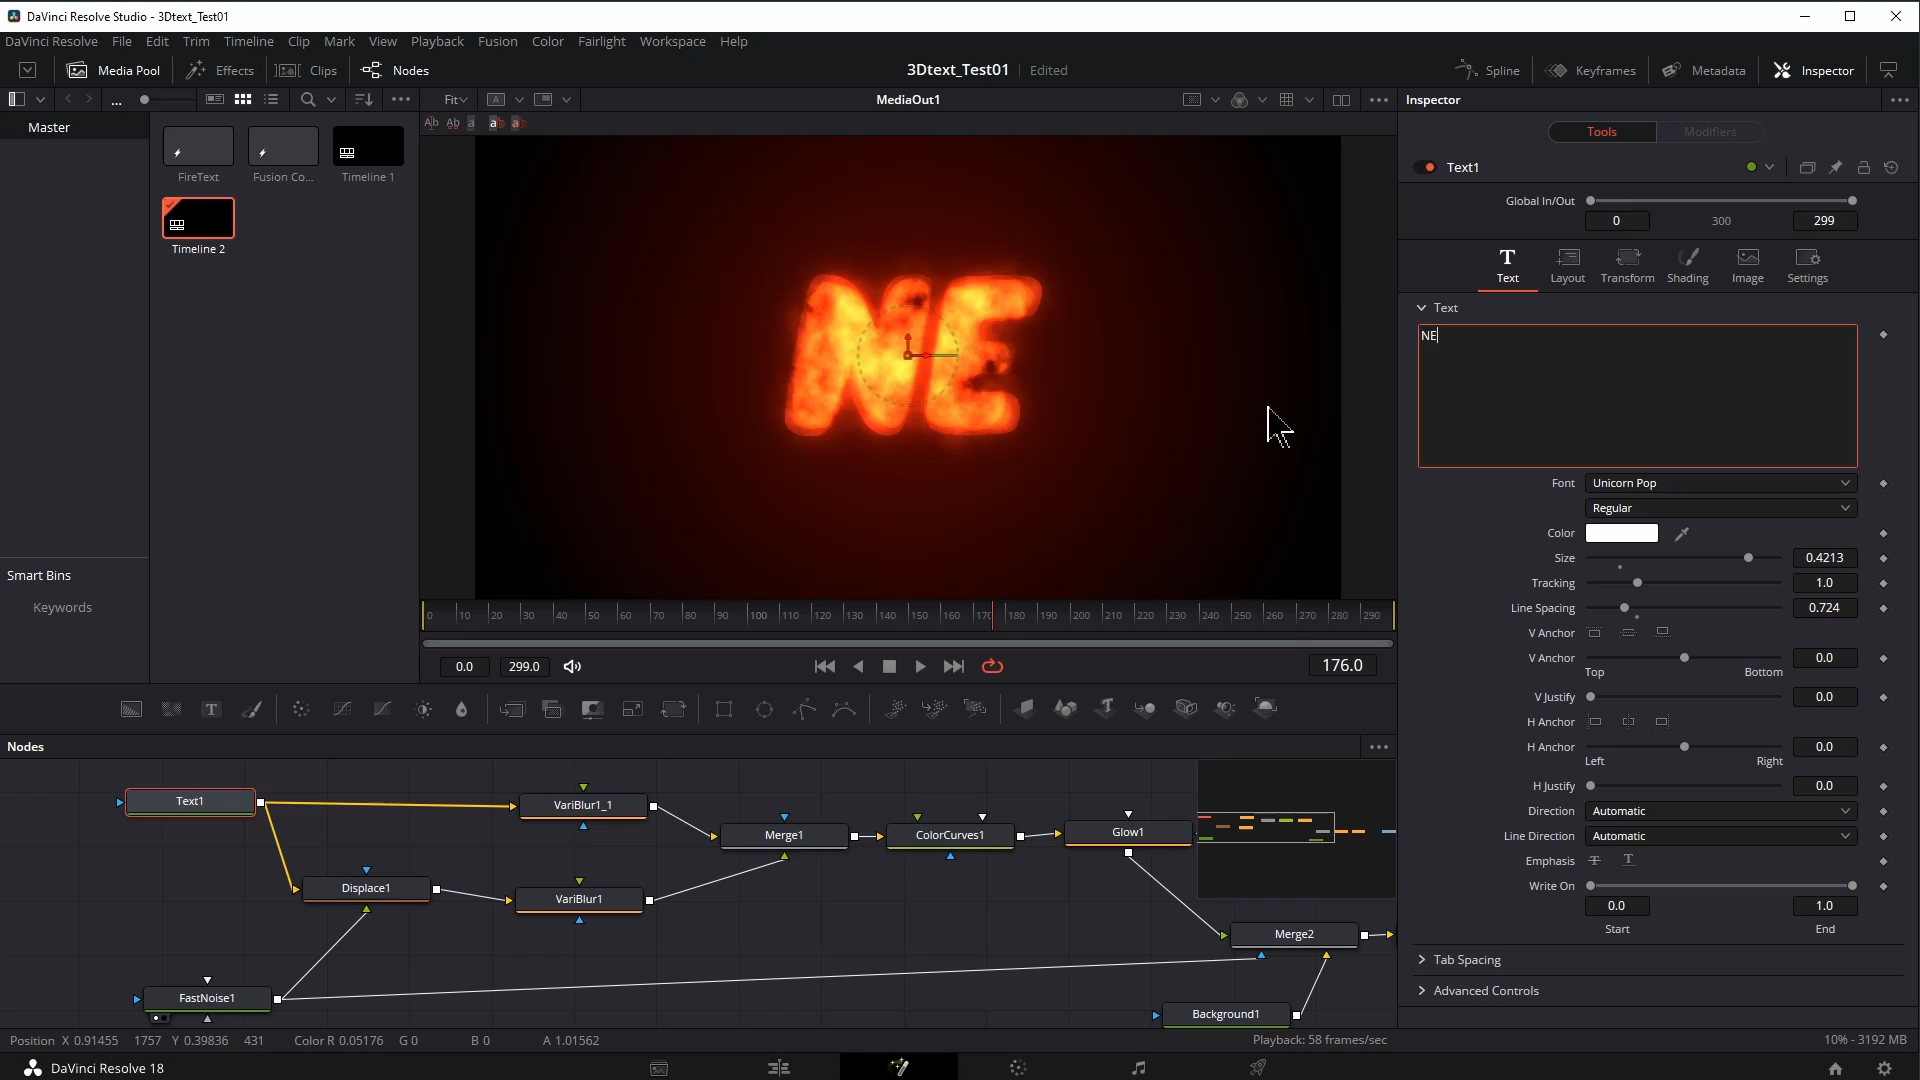 DaVinci Resolve Studio - 3Dtext_Test01
DaVinci Resolve File Edit Trim Timeline Clip Mark View Playback Fusion Color Fairlight Workspace Help
Media Pool Effects Clips Nodes 3Dtext_Test01 Edited Spline Keyframes Metadata Inspector
... Fit A MediaOut1 ... Inspector ...
Master
FireText Fusion Co... Timeline 1
Timeline 2
Smart Bins
Keywords
NE
0 10 20 30 40 50 60 70 80 90 100 110 120 130 140 150 160 170 180 190 200 210 220 230 240 250 260 270 280 290
0.0 299.0 176.0
Nodes
Text1
VariBlur1_1
Merge1
ColorCurves1
Glow1
Displace1
VariBlur1
Merge2
FastNoise1
Background1
Tools Modifiers
Text1
Global In/Out
0 300 299
T
Text Layout Transform Shading Image Settings
Text
NE
Font Unicorn Pop
Regular
Color
Size 0.4213
Tracking 1.0
Line Spacing 0.724
V Anchor
V Anchor 0.0
Top Bottom
V Justify 0.0
H Anchor
H Anchor 0.0
Left Right
H Justify 0.0
Direction Automatic
Line Direction Automatic
Emphasis T T
Write On
0.0 1.0
Start End
Tab Spacing
Advanced Controls
Position X 0.91455 1757 Y 0.39836 431 Color R 0.05176 G 0 B 0 A 1.01562 Playback: 58 frames/sec 10% - 3192 MB
DaVinci Resolve 18